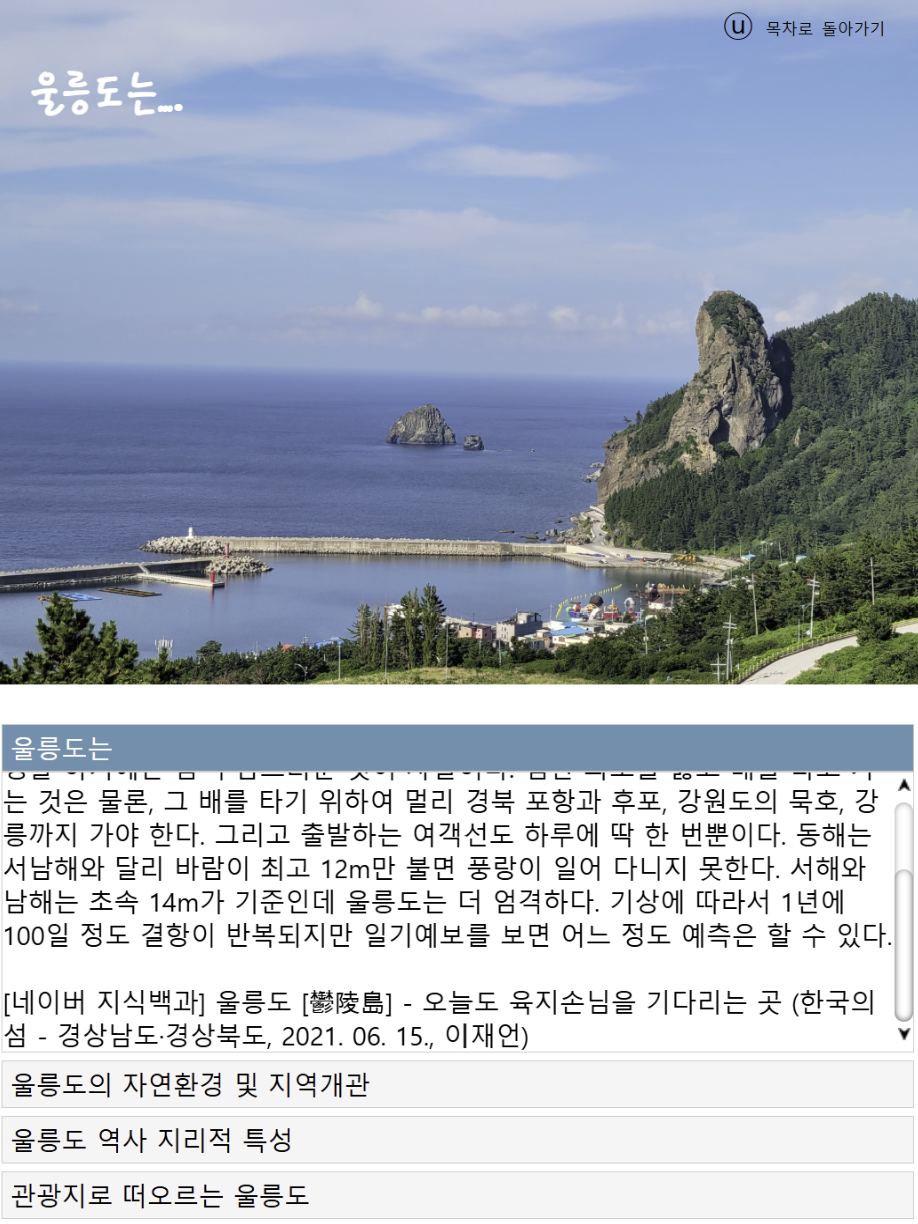 ⓤ 목차로 돌아가기
울릉도는....
울릉도는
는 것은 물론, 그 배를 타기 위하여 멀리 경북 포항과 후포, 강원도의 묵호, 강
릉까지 가야 한다. 그리고 출발하는 여객선도 하루에 딱 한 번뿐이다. 동해는
서남해와 달리 바람이 최고 12m만 불면 풍랑이 일어 다니지 못한다. 서해와
남해는 초속 14m가 기준인데 울릉도는 더 엄격하다. 기상에 따라서 1년에
100일 정도 결항이 반복되지만 일기예보를 보면 어느 정도 예측은 할 수 있다.
[네이버 지식백과] 울릉도 [鬱陵島] - 오늘도 육지손님을 기다리는 곳 (한국의
섬 - 경상남도·경상북도, 2021. 06. 15., 이재언)
울릉도의 자연환경 및 지역개관
울릉도 역사 지리적 특성
관광지로 떠오르는 울릉도